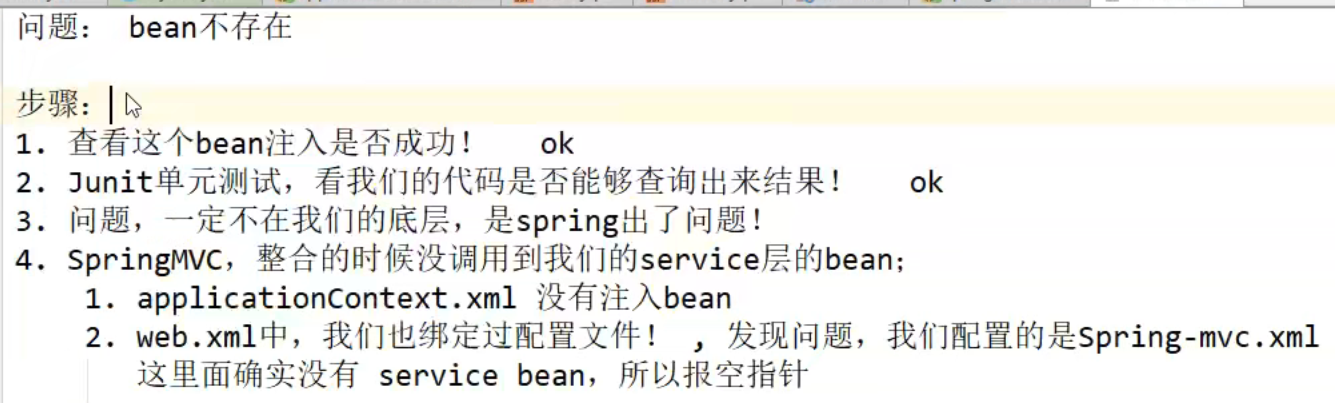 问题： bean不存在
步骤：
1. 查看这个bean注入是否成功！ ok
2. Junit单元测试，看我们的代码是否能够查询出来结果！ ok
3. 问题，一定不在我们的底层，是spring出了问题！
4. SpringMVC，整合的时候没调用到我们的service层的bean；
1. applicationContext.xml 没有注入bean
2. web.xml中，我们也绑定过配置文件！ ，发现问题，我们配置的是Spring-mvc.xml
这里面确实没有 service bean，所以报空指针